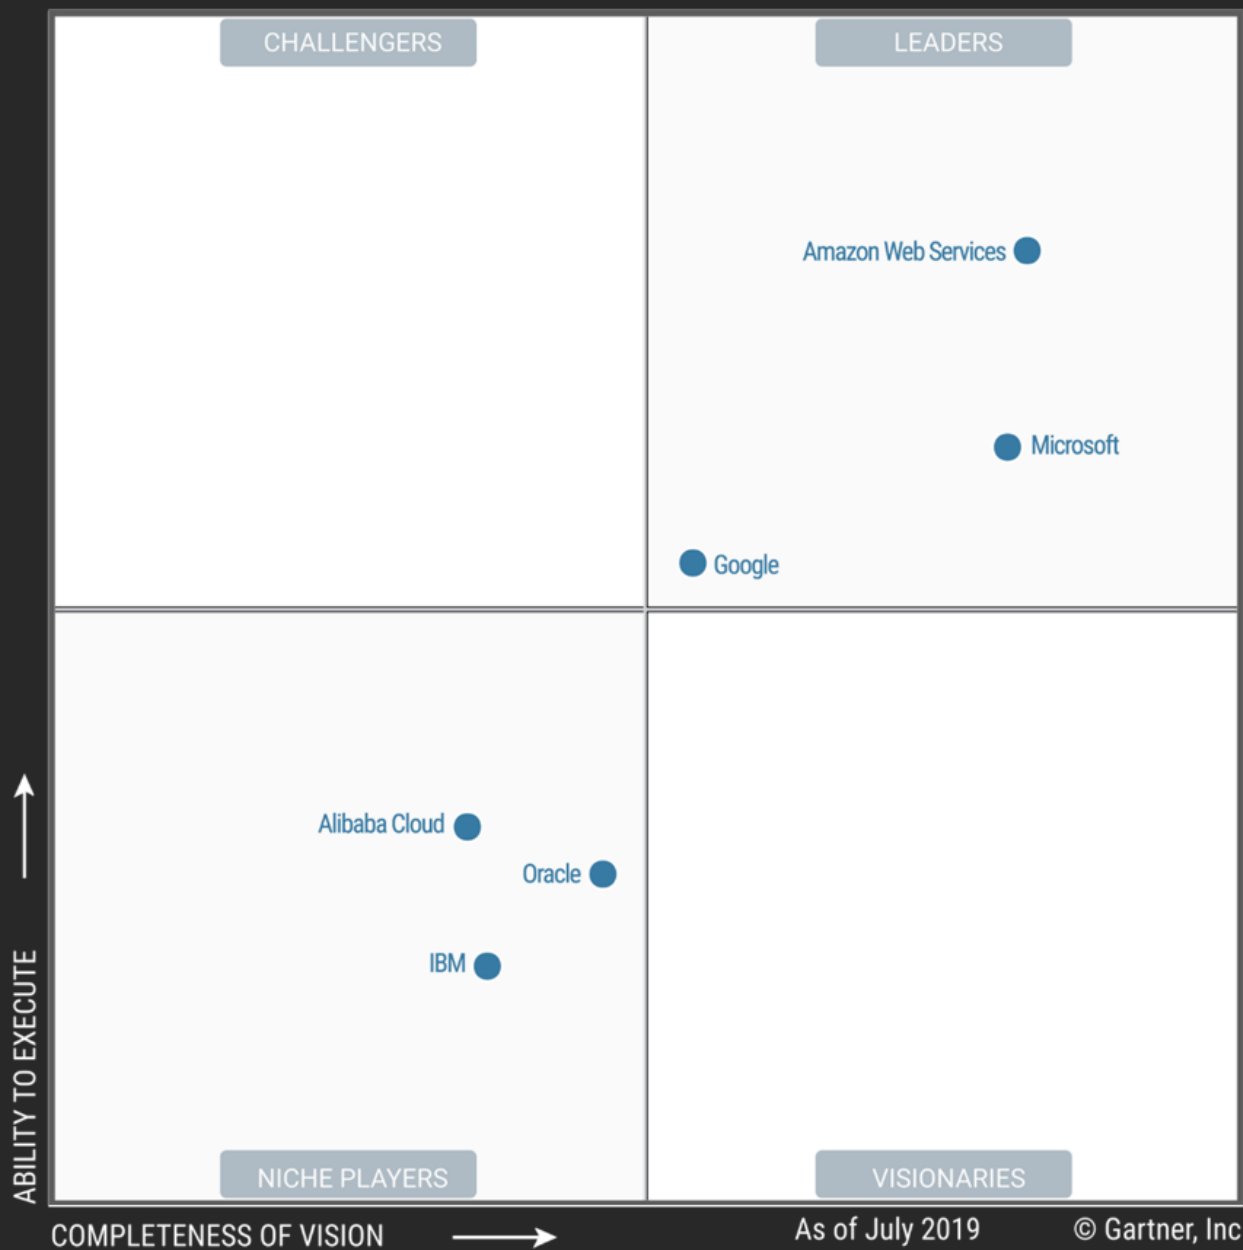 CHALLENGERS
LEADERS
Amazon Web Services
Microsoft
Google
Alibaba Cloud
Oracle
IBM
NICHE PLAYERS
VISIONARIES
ABILITY TO EXECUTE
COMPLETENESS OF VISION
As of July 2019
© Gartner, Inc